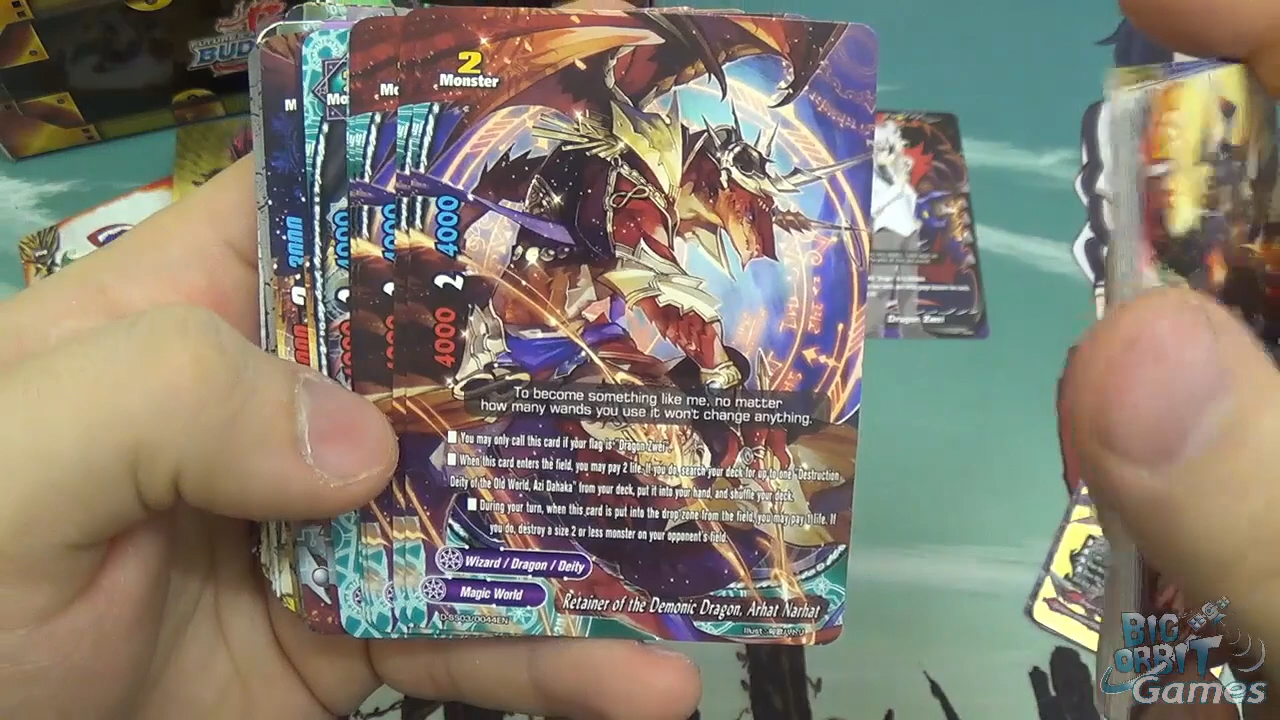 BUD
2
Monster
4000
2
4000
To become something like me, no matter
how many wands you use it won't change anything.
You may only call this card if your flag is "Dragon Zwei".
When this card enters the field, you may pay 2 life. If you do, search your deck for up to one "Destruction
Deity of the Old World, Azi Dahaka" from your deck, put it into your hand, and shuffle your deck.
During your turn, when this card is put into the drop zone from the field, you may pay 1 life. If
you do, destroy a size 2 or less monster on your opponent's field.
Wizard / Dragon / Deity
Magic World
Retainer of the Demonic Dragon, Arhat Narhat
D-SS03/0044EN
Dragon Zwei
BIG
ORBIT
Games